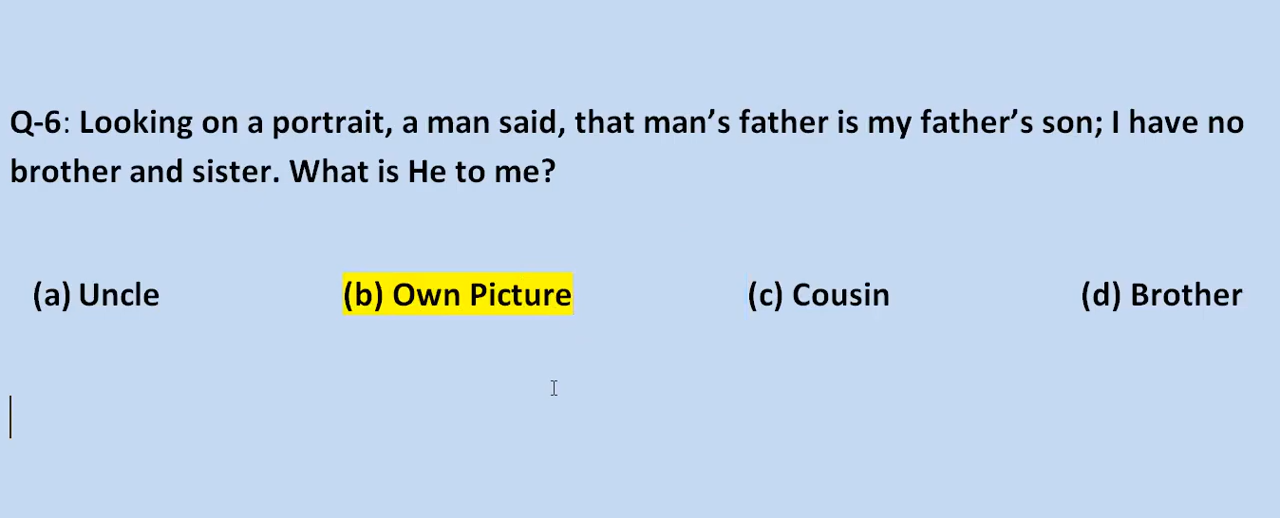 Q-6: Looking on a portrait, a man said, that man’s father is my father’s son; I have no
brother and sister. What is He to me?
(a) Uncle (b) Own Picture (c) Cousin (d) Brother